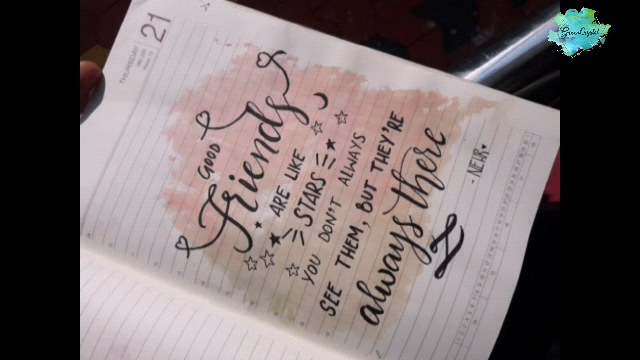 THURSDAY
21
GOOD
Friends
ARE LIKE
STARS
YOU DON'T ALWAYS
SEE THEM, BUT THEY'RE
always there
- NEIR